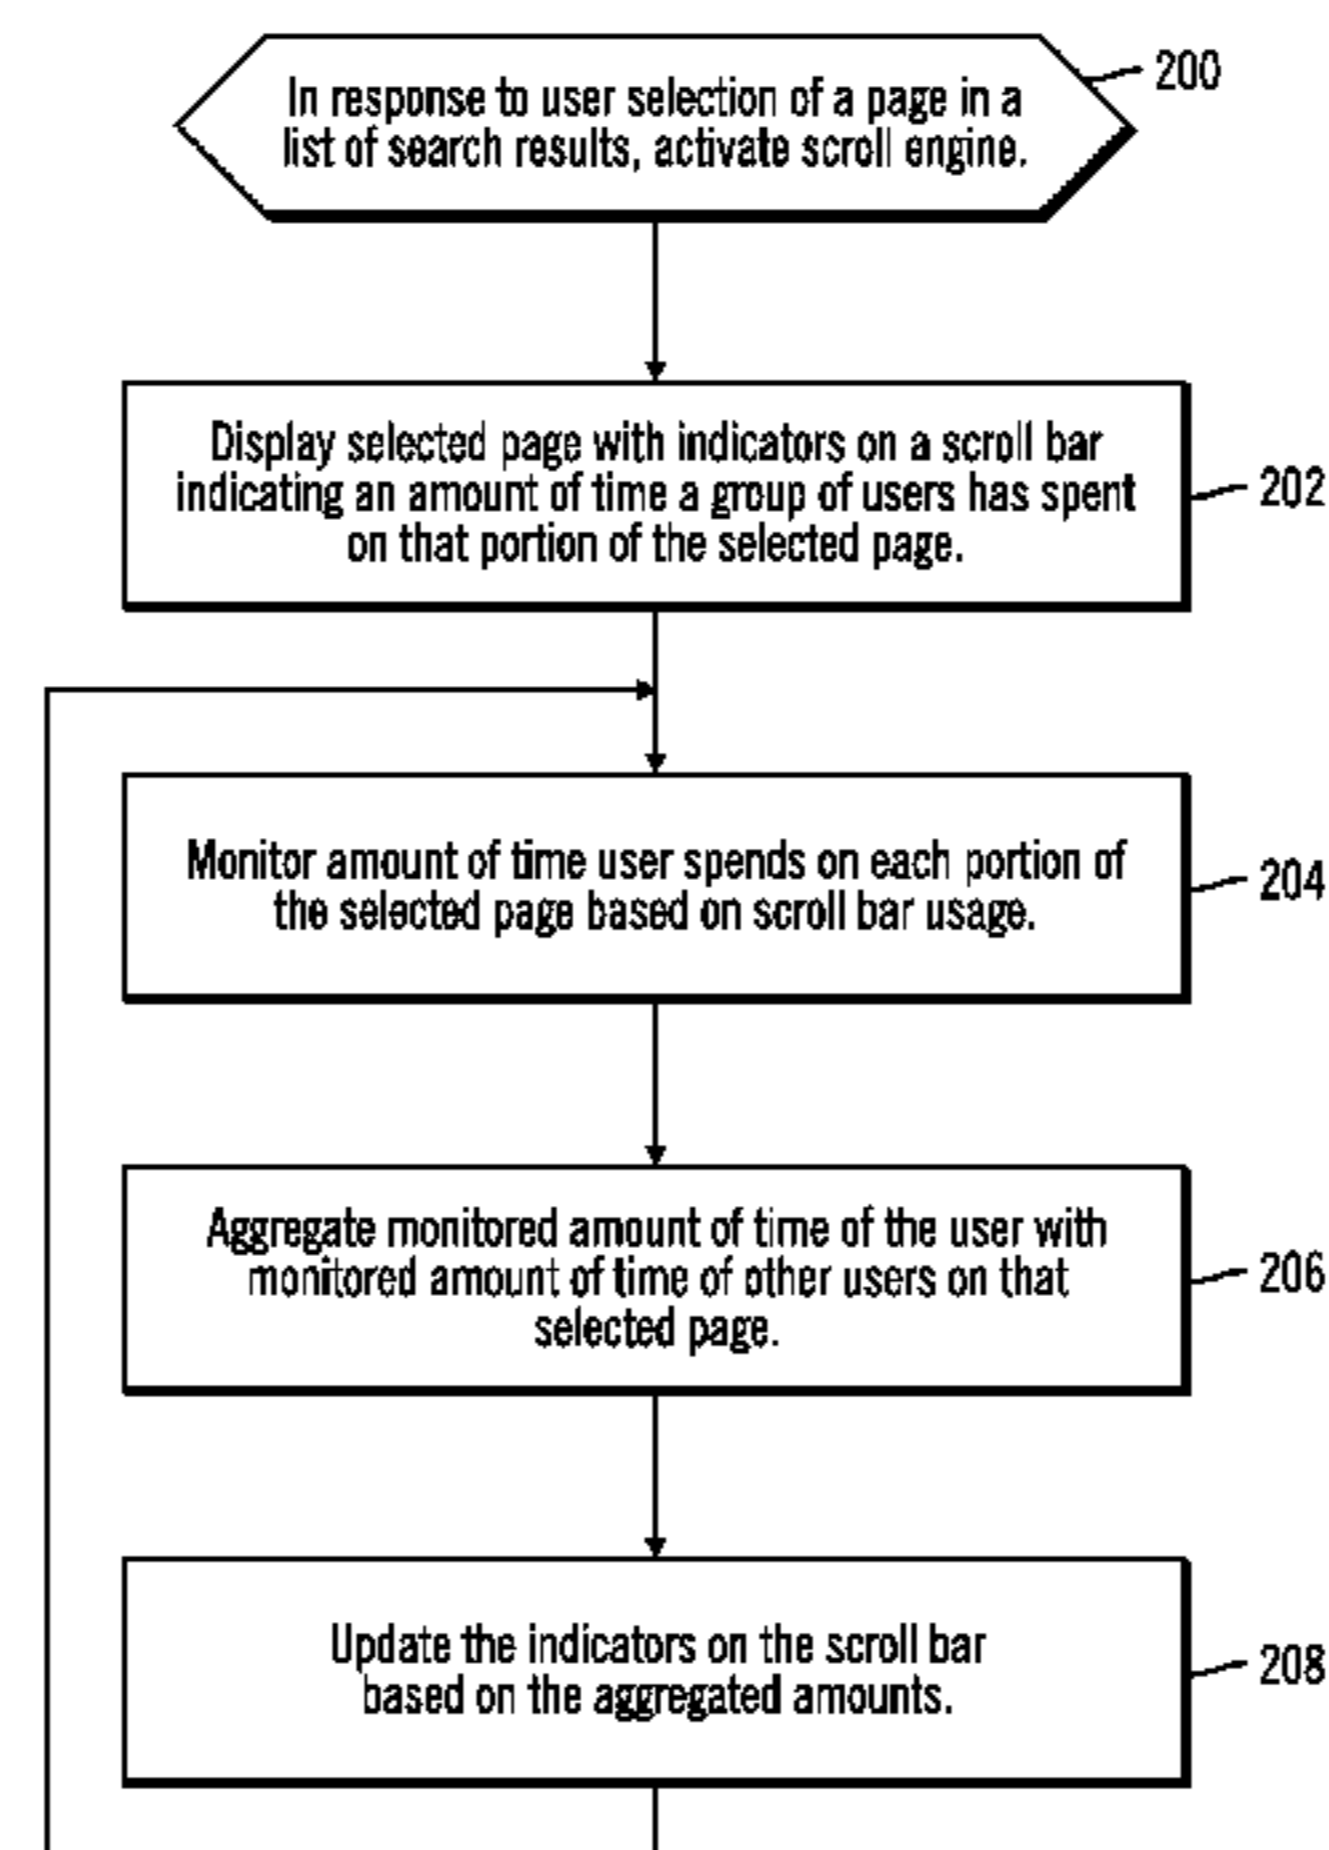 In response to user selection of a page in a
list of search results, activate scroll engine.
200
Display selected page with indicators on a scroll bar
indicating an amount of time a group of users has spent
on that portion of the selected page.
202
Monitor amount of time user spends on each portion of
the selected page based on scroll bar usage.
204
Aggregate monitored amount of time of the user with
monitored amount of time of other users on that
selected page.
206
Update the indicators on the scroll bar
based on the aggregated amounts.
208